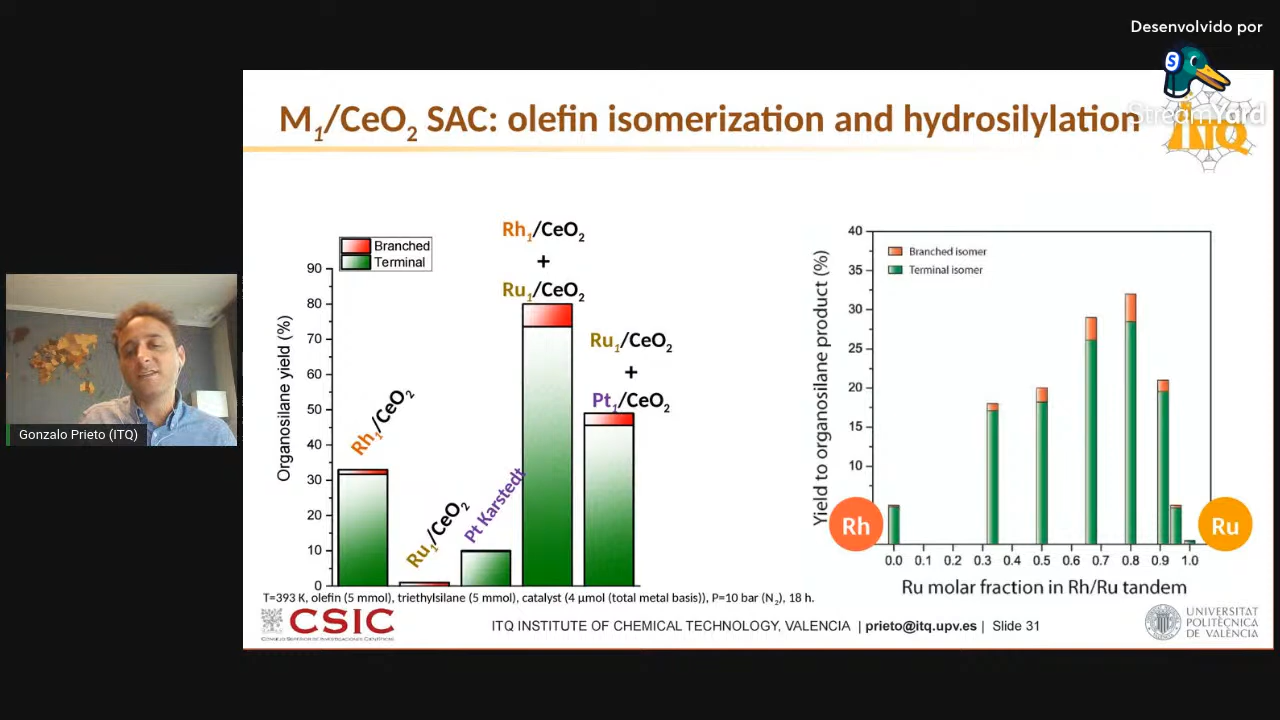 Desenvolvido por
S
StreamYard
M1/CeO2 SAC: olefin isomerization and hydrosilylation
ITQ
Branched
Terminal
Organosilane yield (%)
90
80
70
60
50
40
30
20
10
0
Rh1/CeO2
Ru1/CeO2
Pt Karstedt
Rh1/CeO2
+
Ru1/CeO2
Ru1/CeO2
+
Pt1/CeO2
T=393 K, olefin (5 mmol), triethylsilane (5 mmol), catalyst (4 μmol (total metal basis)), P=10 bar (N2), 18 h.
Branched isomer
Terminal isomer
Yield to organosilane product (%)
40
35
30
25
20
15
10
Rh
Ru
0.0 0.1 0.2 0.3 0.4 0.5 0.6 0.7 0.8 0.9 1.0
Ru molar fraction in Rh/Ru tandem
Gonzalo Prieto (ITQ)
CSIC
CONSEJO SUPERIOR DE INVESTIGACIONES CIENTÍFICAS
ITQ INSTITUTE OF CHEMICAL TECHNOLOGY, VALENCIA | prieto@itq.upv.es | Slide 31
UNIVERSITAT
POLITÈCNICA
DE VALÈNCIA